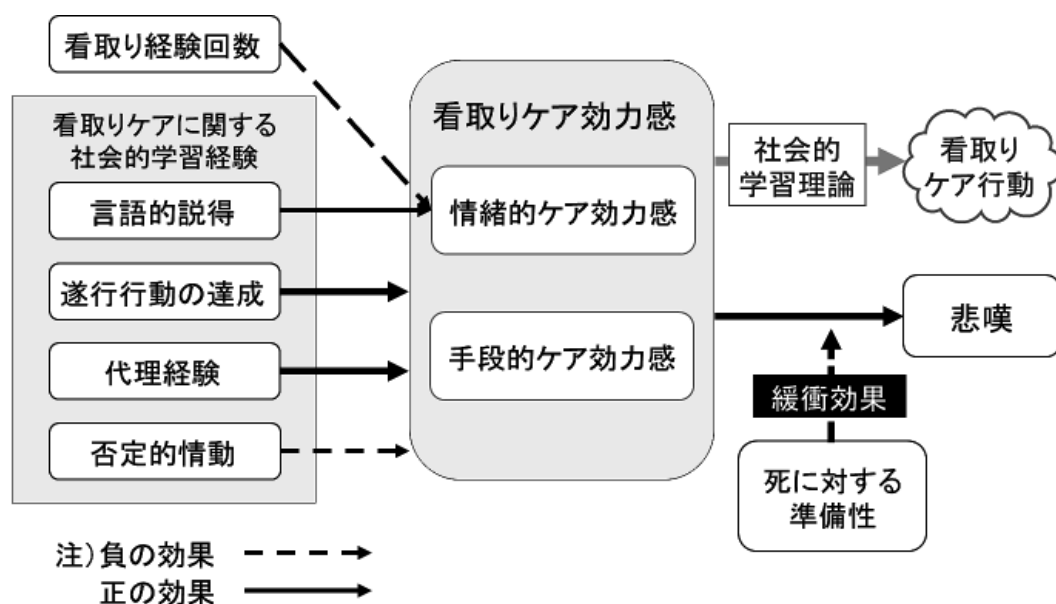 看取り経験回数
看取りケアに関する
社会的学習経験
言語的説得
遂行行動の達成
代理経験
否定的情動
看取りケア効力感
情緒的ケア効力感
手段的ケア効力感
社会的
学習理論
看取り
ケア行動
悲嘆
緩衝効果
死に対する
準備性
注）負の効果
正の効果